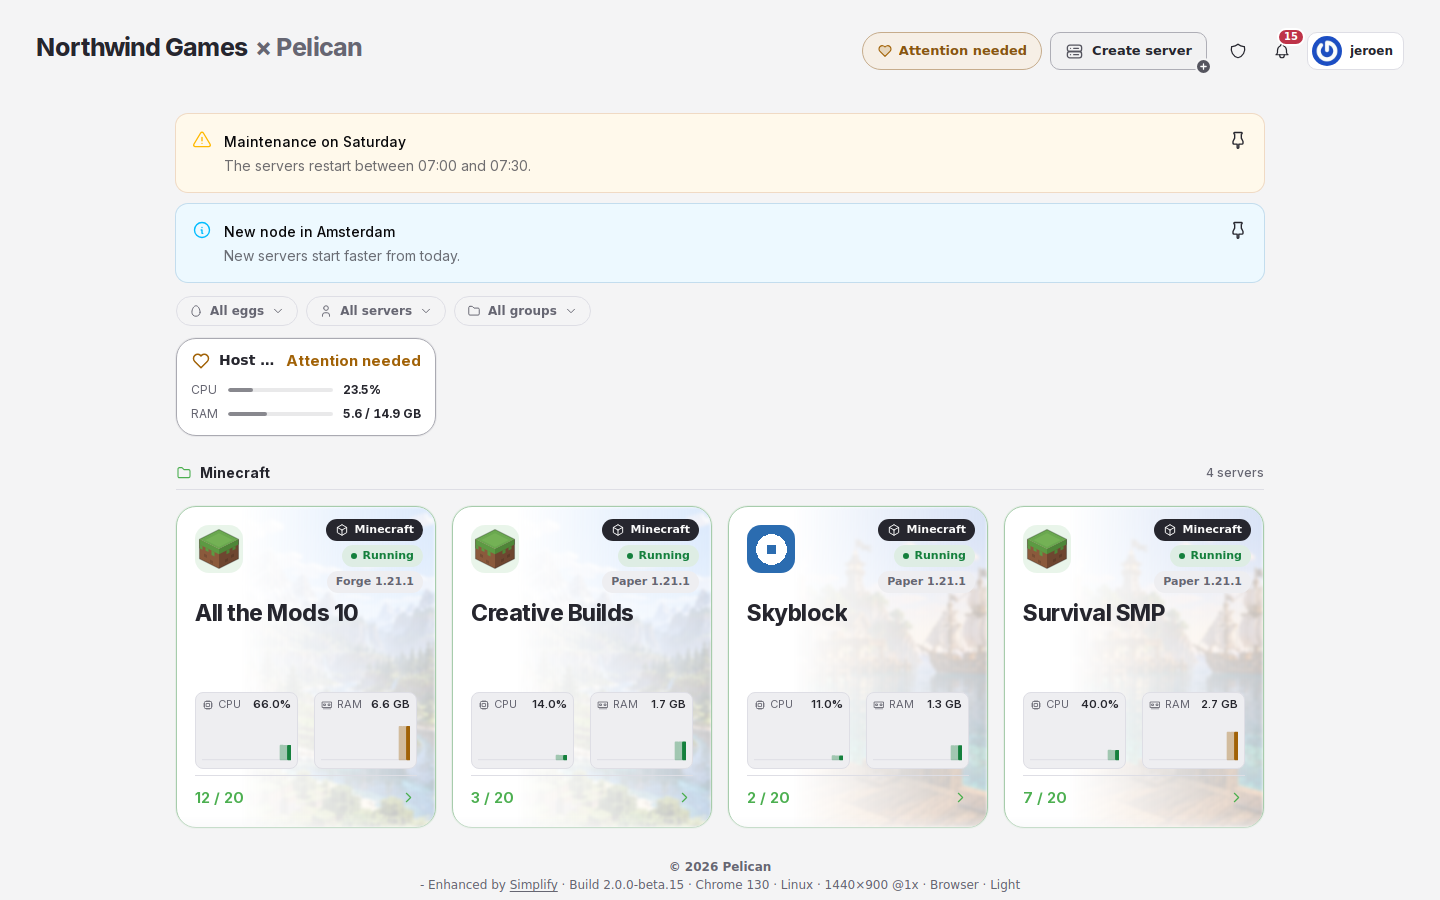 Northwind Games × Pelican
Attention needed
Create server
15
jeroen
Maintenance on Saturday
The servers restart between 07:00 and 07:30.
New node in Amsterdam
New servers start faster from today.
All eggs
All servers
All groups
Host ... Attention needed
CPU 23.5%
RAM 5.6 / 14.9 GB
Minecraft
4 servers
Minecraft
Running
Forge 1.21.1
All the Mods 10
CPU 66.0%
RAM 6.6 GB
12 / 20
Minecraft
Running
Paper 1.21.1
Creative Builds
CPU 14.0%
RAM 1.7 GB
3 / 20
Minecraft
Running
Paper 1.21.1
Skyblock
CPU 11.0%
RAM 1.3 GB
2 / 20
Minecraft
Running
Paper 1.21.1
Survival SMP
CPU 40.0%
RAM 2.7 GB
7 / 20
© 2026 Pelican
- Enhanced by Simplify · Build 2.0.0-beta.15 · Chrome 130 · Linux · 1440×900 @1x · Browser · Light